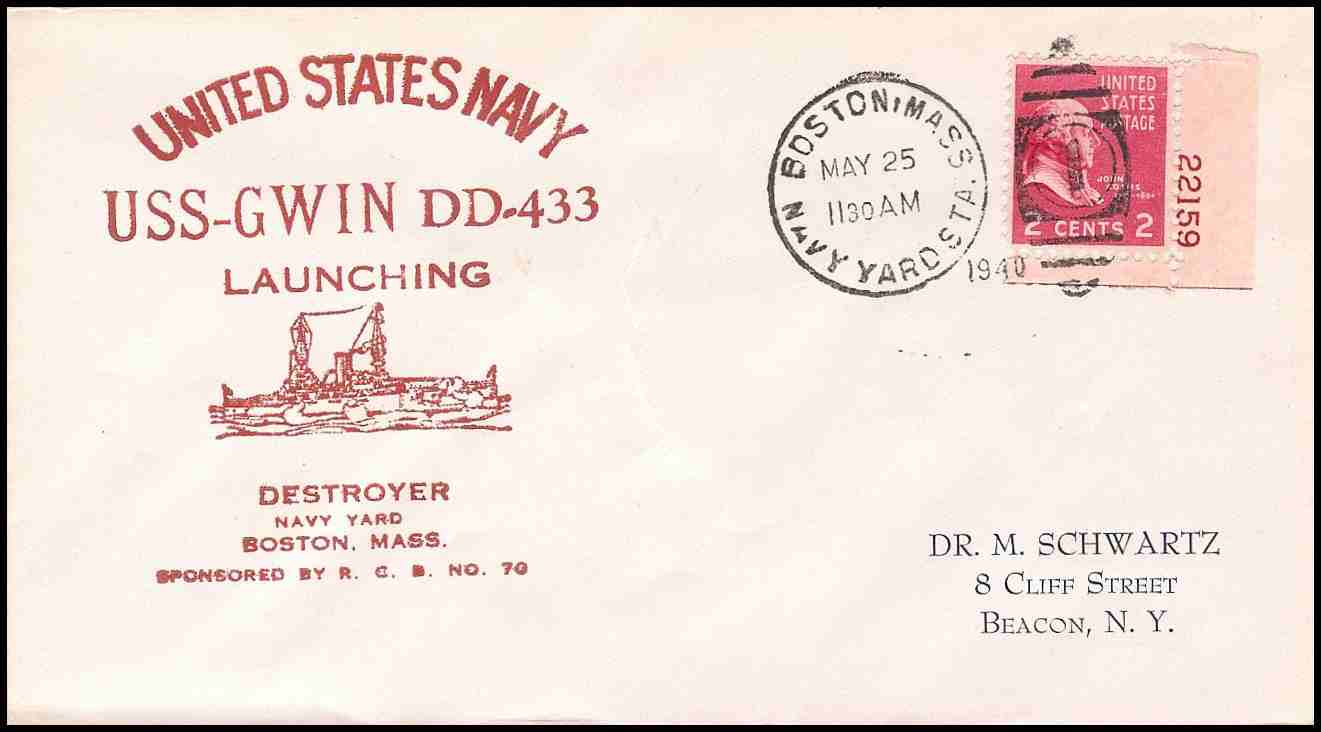 UNITED STATES NAVY
USS-GWIN DD-433
LAUNCHING
DESTROYER
NAVY YARD
BOSTON, MASS.
SPONSORED BY R. C. B. NO. 70
BOSTON, MASS.
MAY 25
1130AM
NAVY YARD STA.
1940
UNITED
STATES
POSTAGE
JOHN
ADAMS
2 CENTS 2
22159
DR. M. SCHWARTZ
8 CLIFF STREET
BEACON, N. Y.